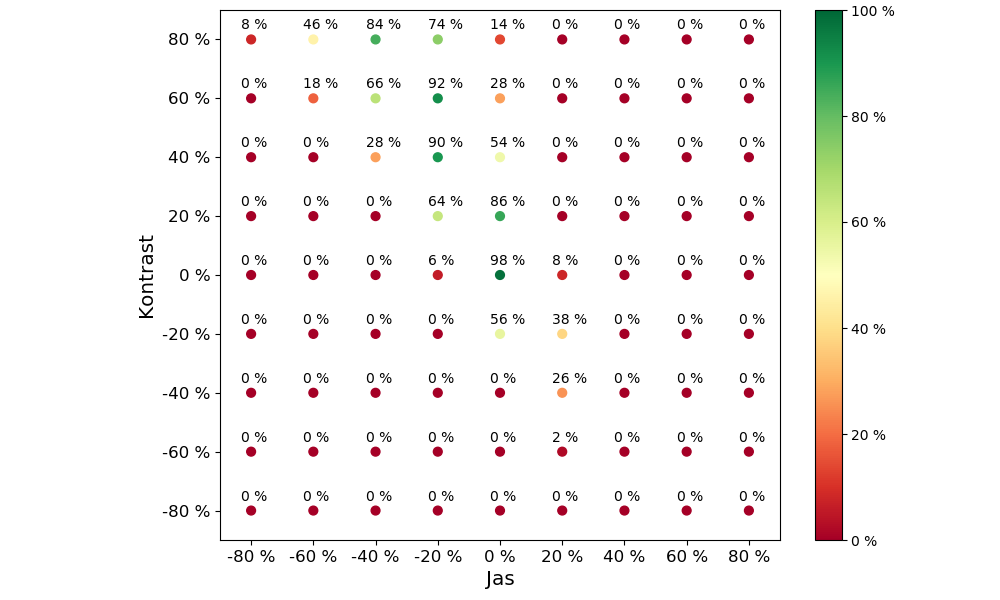 100 %
8 % 46 % 84 % 74 % 14 % 0 % 0 % 0 % 0 %
80 %
0 % 18 % 66 % 92 % 28 % 0 % 0 % 0 % 0 %
60 %
80 %
0 % 0 % 28 % 90 % 54 % 0 % 0 % 0 % 0 %
40 %
0 % 0 % 0 % 64 % 86 % 0 % 0 % 0 % 0 %
20 %
60 %
0 % 0 % 0 % 6 % 98 % 8 % 0 % 0 % 0 %
0 %
Kontrast
0 % 0 % 0 % 0 % 56 % 38 % 0 % 0 % 0 %
-20 %
40 %
0 % 0 % 0 % 0 % 0 % 26 % 0 % 0 % 0 %
-40 %
20 %
0 % 0 % 0 % 0 % 0 % 2 % 0 % 0 % 0 %
-60 %
0 % 0 % 0 % 0 % 0 % 0 % 0 % 0 % 0 %
-80 %
0 %
-80 % -60 % -40 % -20 % 0 % 20 % 40 % 60 % 80 %
Jas